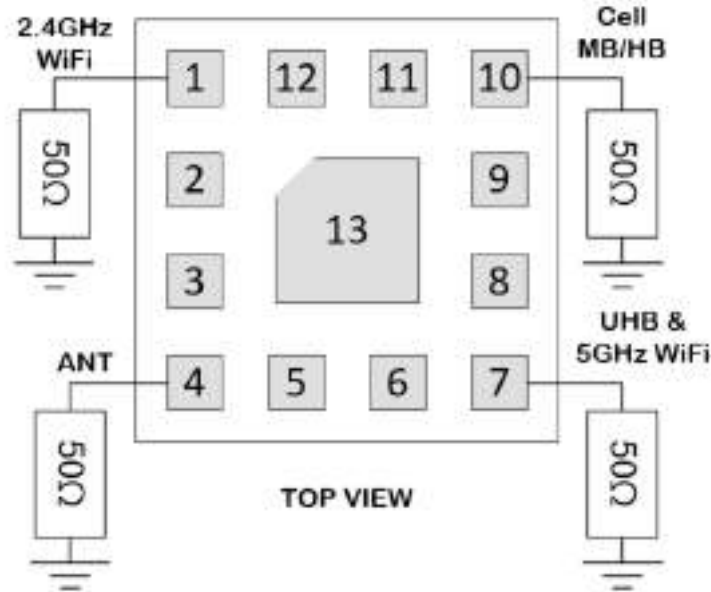 2.4GHz
WiFi
Cell
MB/HB
1 12 11 10
50Ω
50Ω
2
9
13
3
8
UHB &
5GHz WiFi
ANT
4 5 6 7
50Ω
50Ω
TOP VIEW